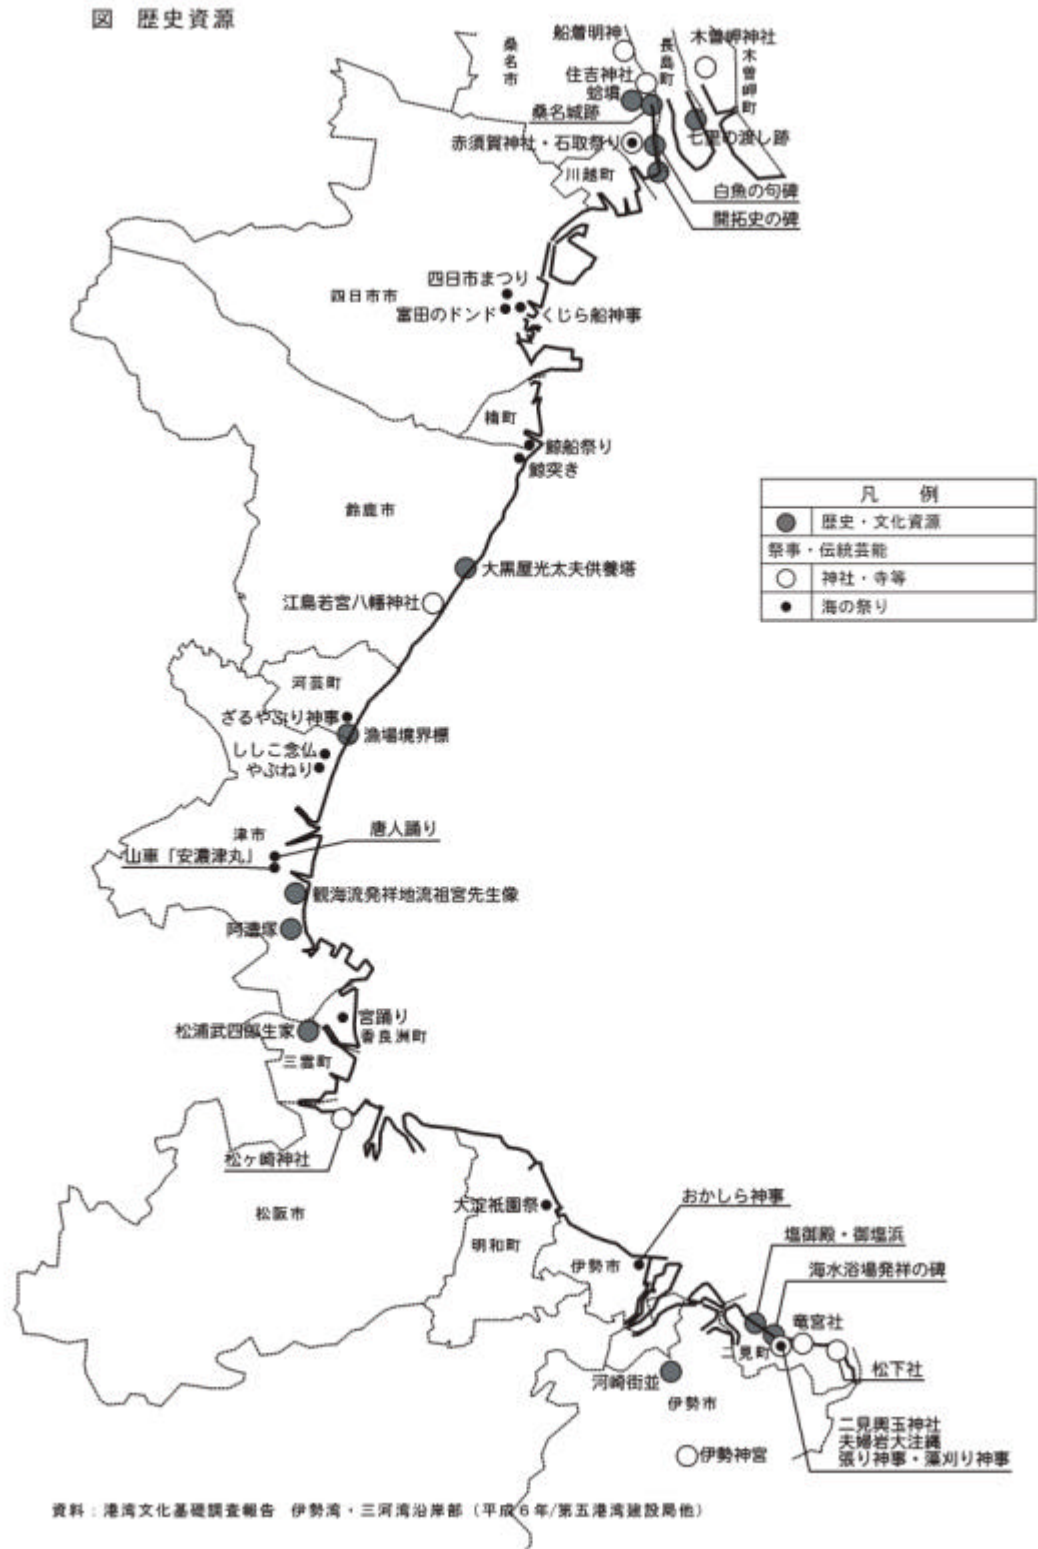 図 歴史資源
桑名市
船着明神
長島町
木曽岬神社
木曽岬町
住吉神社
蛤墳
桑名城跡
七里の渡し跡
赤須賀神社・石取祭り
川越町
白魚の句碑
開拓史の碑
四日市まつり
四日市市
富田のドンド
くじら船神事
楠町
鯨船祭り
鯨突き
鈴鹿市
凡 例
歴史・文化資源
祭事・伝統芸能
神社・寺等
海の祭り
大黒屋光太夫供養塔
江島若宮八幡神社
河芸町
ざるやぶり神事
漁場境界標
ししこ念仏
やぶねり
津市
唐人踊り
山車「安濃津丸」
観海流発祥地流祖宮先生像
阿漕塚
宮踊り
松浦武四郎生家
香良洲町
三雲町
松ヶ崎神社
松阪市
大淀祇園祭
おかしら神事
明和町
塩御殿・御塩浜
伊勢市
海水浴場発祥の碑
竜宮社
二見町
松下社
河崎街並
伊勢市
二見興玉神社
夫婦岩大注縄
張り神事・藻刈り神事
伊勢神宮
資料：港湾文化基礎調査報告 伊勢湾・三河湾沿岸部（平成６年/第五港湾建設局他）